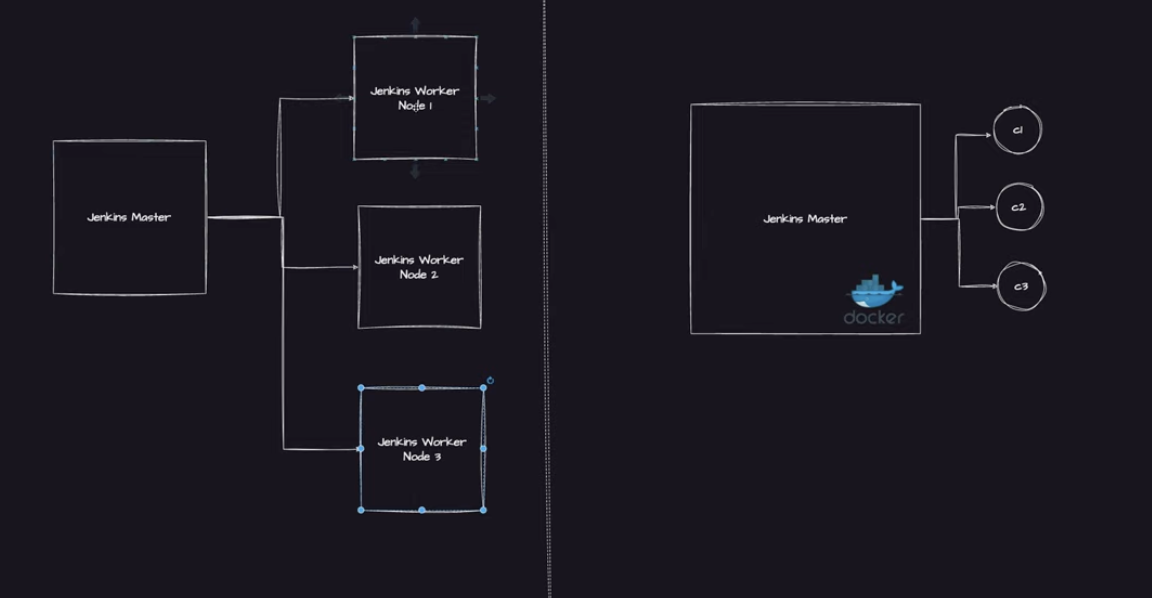 Jenkins Worker
Node 1
Jenkins Master
Jenkins Worker
Node 2
Jenkins Worker
Node 3
Jenkins Master
docker
c1
c2
c3